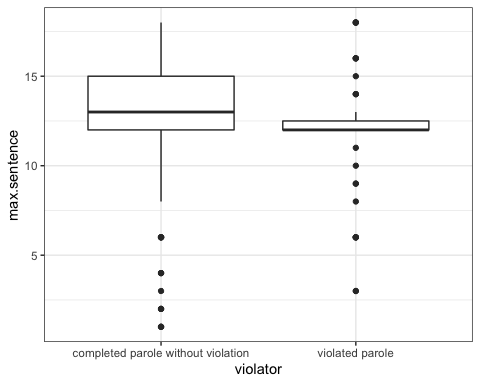 max.sentence
15
10
5
completed parole without violation
violated parole
violator